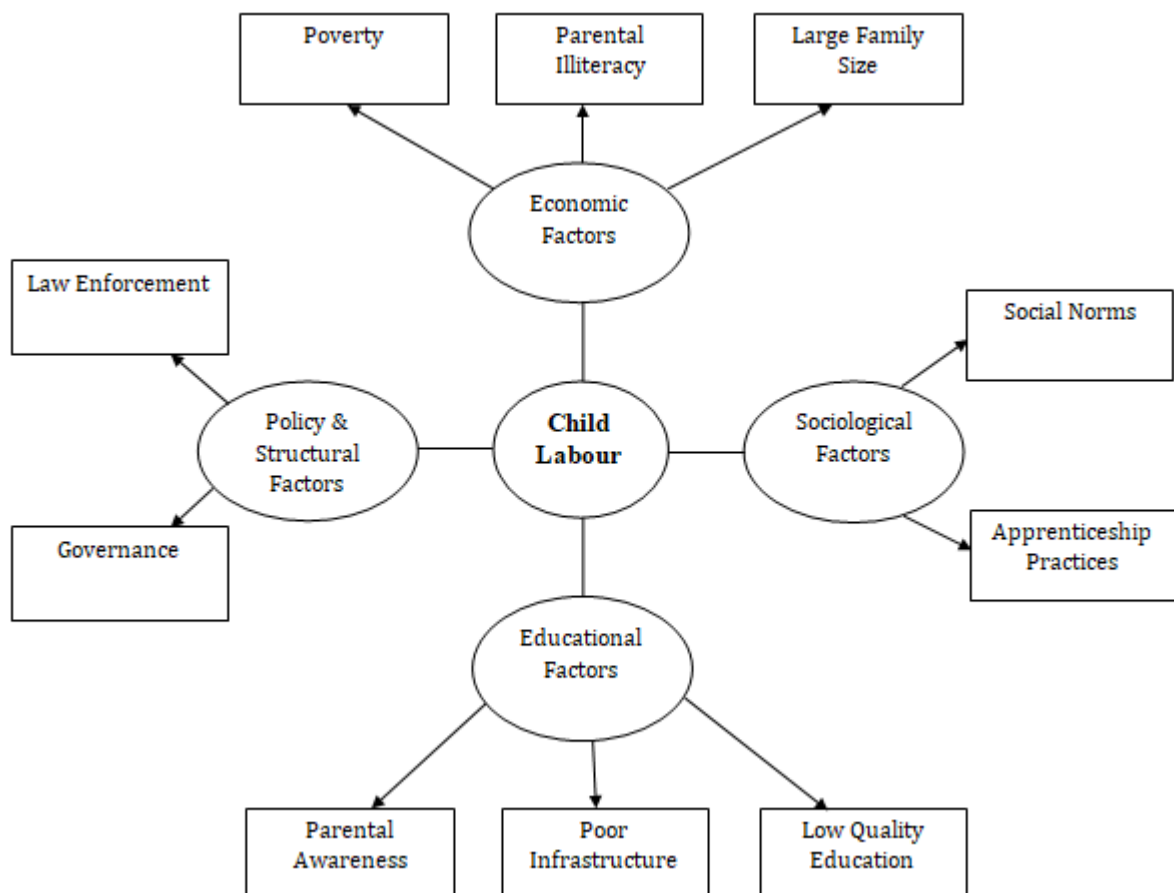 Poverty
Parental
Illiteracy
Large Family
Size
Economic
Factors
Law Enforcement
Social Norms
Policy &
Structural
Factors
Child
Labour
Sociological
Factors
Governance
Apprenticeship
Practices
Educational
Factors
Parental
Awareness
Poor
Infrastructure
Low Quality
Education